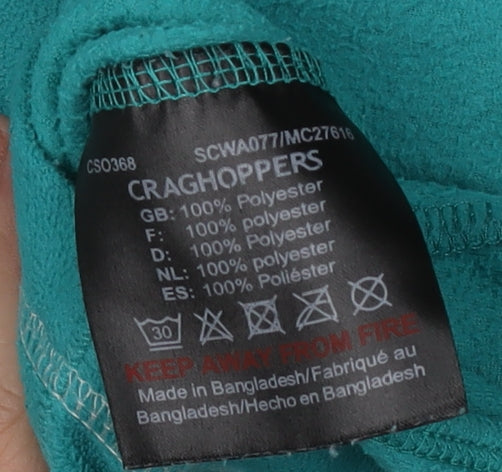 CSO368
SCWA077/MC27616
CRAGHOPPERS
GB: 100% Polyester
F: 100% polyester
D: 100% Polyester
NL: 100% polyester
ES: 100% Poliéster
30
KEEP AWAY FROM FIRE
Made in Bangladesh/Fabriqué au
Bangladesh/Hecho en Bangladesh